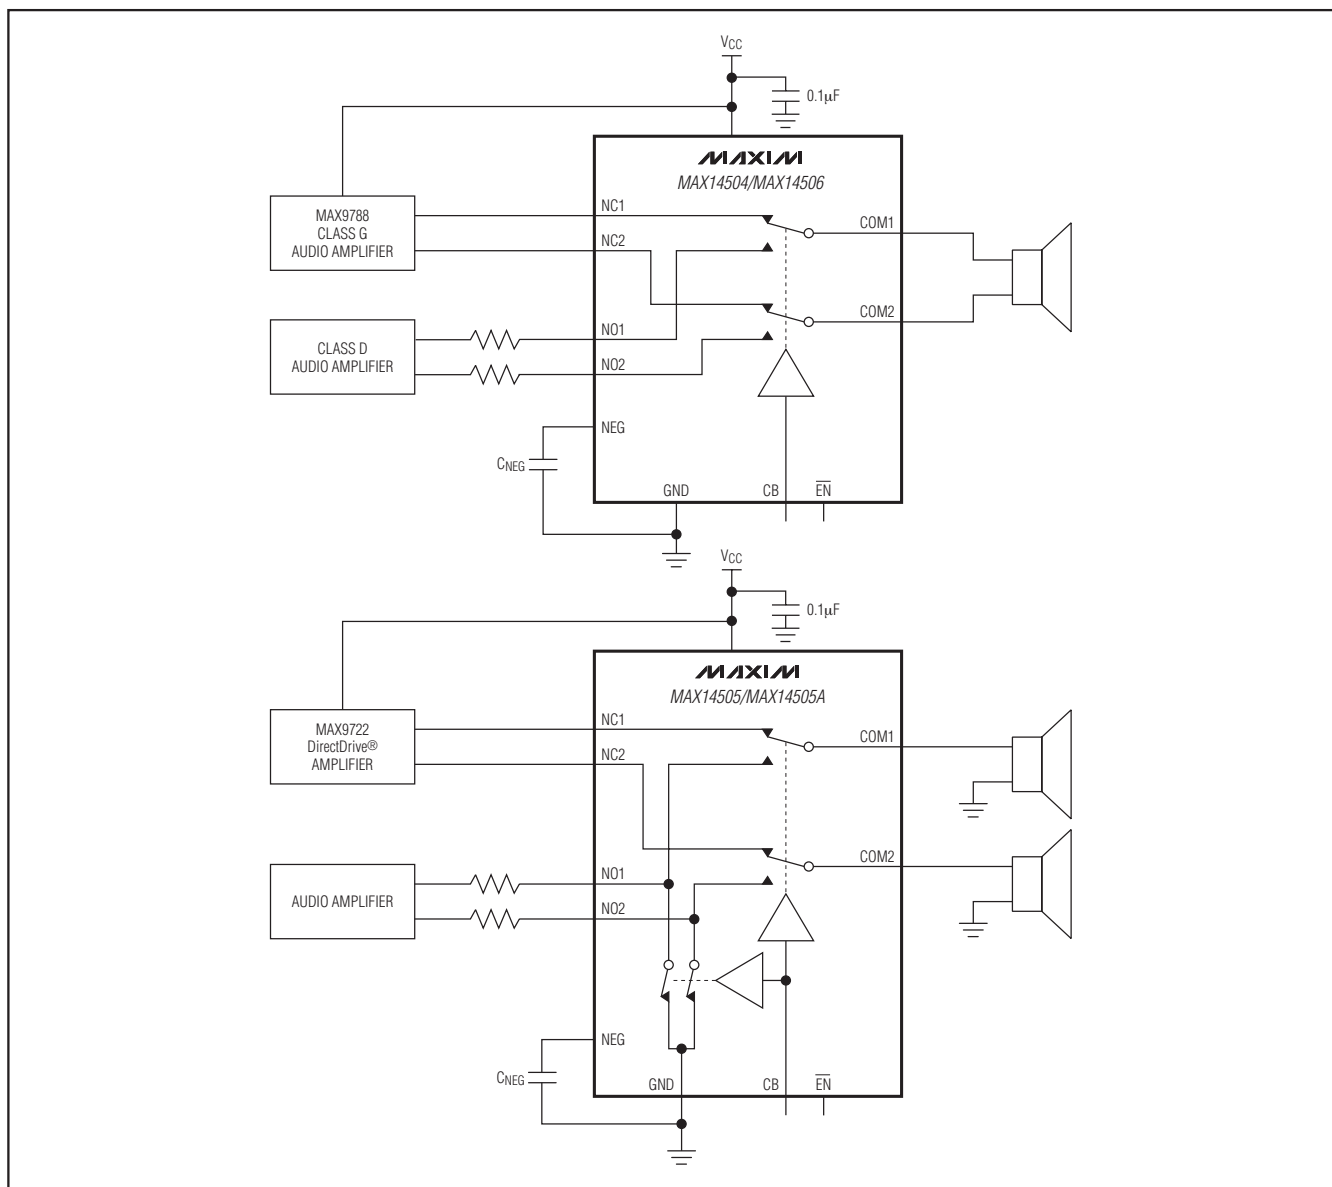 VCC
0.1µF
MAXIM
MAX14504/MAX14506
MAX9788
CLASS G
AUDIO AMPLIFIER
NC1
COM1
NC2
COM2
CLASS D
AUDIO AMPLIFIER
NO1
NO2
NEG
CNEG
GND
CB
EN
VCC
0.1µF
MAXIM
MAX14505/MAX14505A
MAX9722
DirectDrive®
AMPLIFIER
NC1
COM1
NC2
COM2
AUDIO AMPLIFIER
NO1
NO2
NEG
CNEG
GND
CB
EN